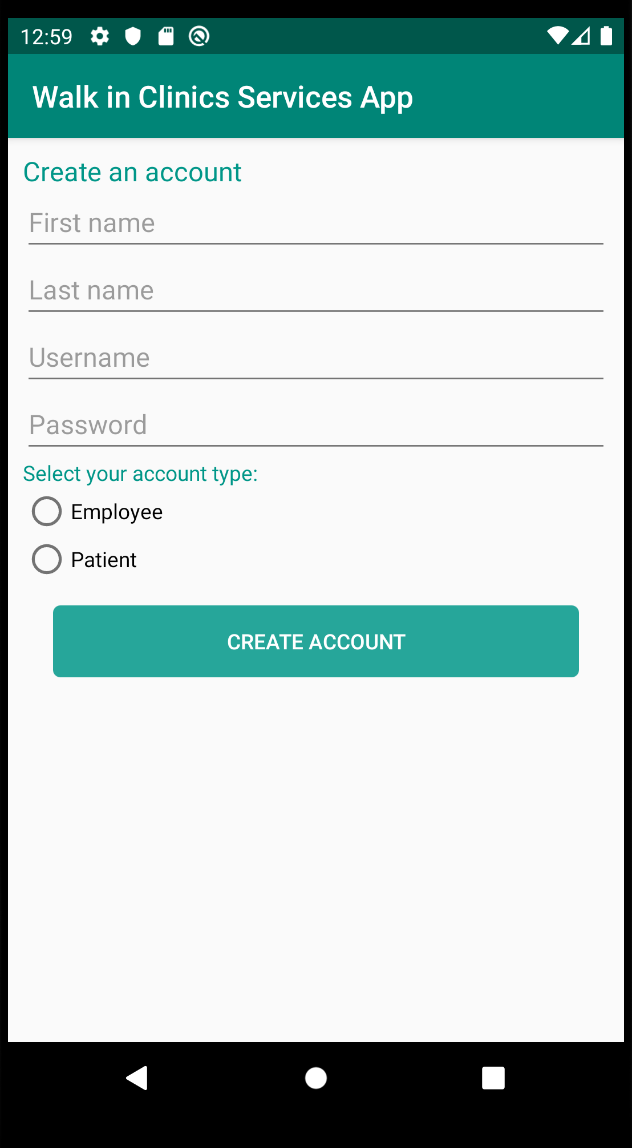 12:59
Walk in Clinics Services App
Create an account
First name
Last name
Username
Password
Select your account type:
Employee
Patient
CREATE ACCOUNT